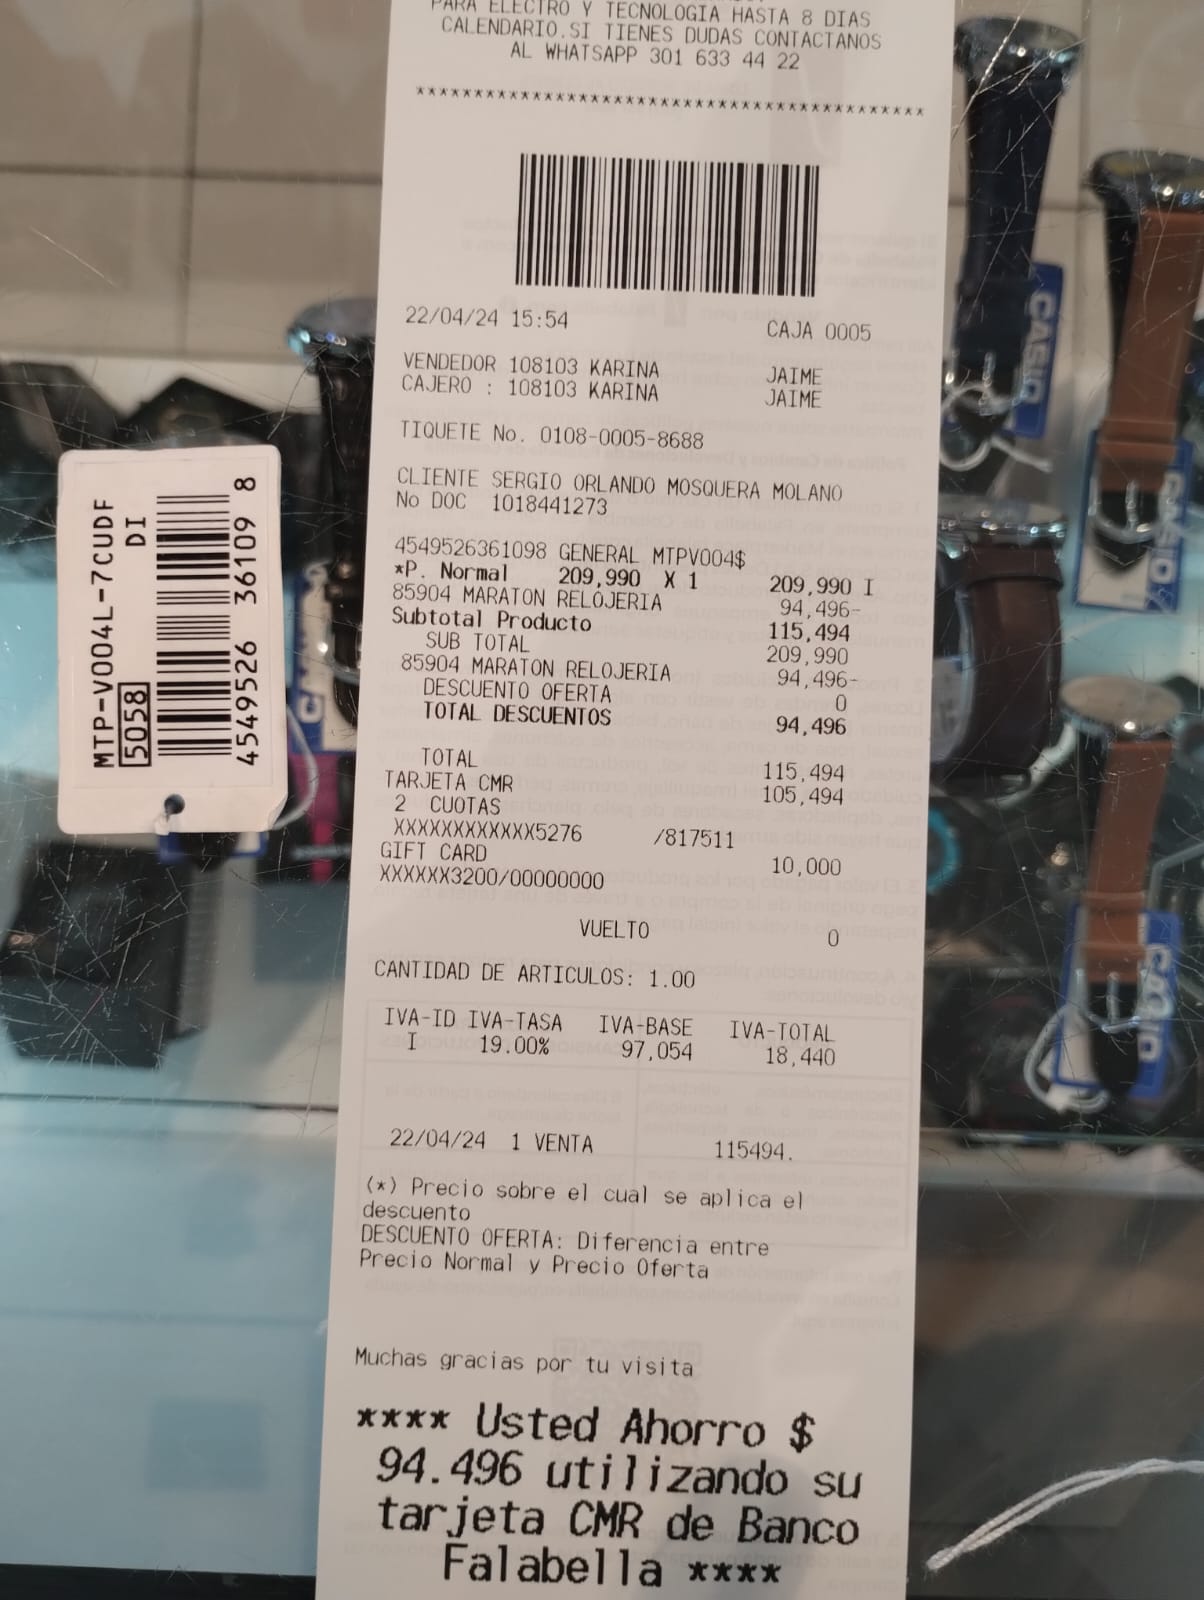 PARA ELECTRO Y TECNOLOGIA HASTA 8 DIAS
CALENDARIO.SI TIENES DUDAS CONTACTANOS
AL WHATSAPP 301 633 44 22
********************************************
22/04/24 15:54 CAJA 0005
VENDEDOR 108103 KARINA JAIME
CAJERO : 108103 KARINA JAIME
TIQUETE No. 0108-0005-8688
CLIENTE SERGIO ORLANDO MOSQUERA MOLANO
No DOC 1018441273
4549526361098 GENERAL MTPV004$
*P. Normal 209,990 X 1 209,990 I
85904 MARATON RELOJERIA 94,496-
Subtotal Producto 115,494
SUB TOTAL 209,990
85904 MARATON RELOJERIA 94,496-
DESCUENTO OFERTA 0
TOTAL DESCUENTOS 94,496
TOTAL 115,494
TARJETA CMR 105,494
2 CUOTAS
XXXXXXXXXXXX5276 /817511
GIFT CARD 10,000
XXXXXX3200/00000000
VUELTO 0
CANTIDAD DE ARTICULOS: 1.00
IVA-ID IVA-TASA IVA-BASE IVA-TOTAL
I 19.00% 97,054 18,440
22/04/24 1 VENTA 115494.
(*) Precio sobre el cual se aplica el
descuento
DESCUENTO OFERTA: Diferencia entre
Precio Normal y Precio Oferta
Muchas gracias por tu visita
**** Usted Ahorro $
94.496 utilizando su
tarjeta CMR de Banco
Falabella ****
MTP-V004L-7CUDF
5058 DI
4549526 36109 8
CASIO
CASIO
CASIO